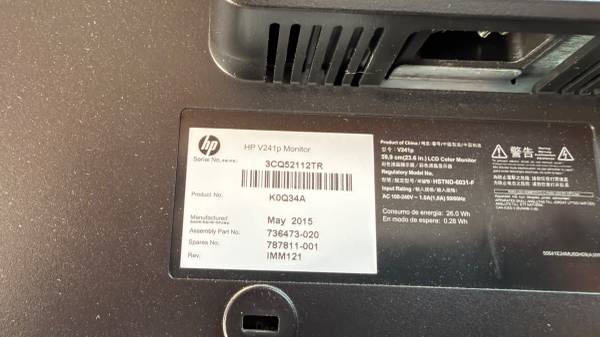 hp
HP V241p Monitor
Serial No.
3CQ52112TR
Product No.
K0Q34A
Manufactured
May 2015
Assembly Part No.
736473-020
Spares No.
787811-001
Rev.
IMM121
Product of China
V241p
59,9 cm(23.6 in.) LCD Color Monitor
Regulatory Model No.
HSTND-6031-F
Input Rating
AC 100-240V ~ 1.0A(1,0A) 50/60Hz
Consumo de energia: 26.0 Wh
En modo de espera: 0.28 Wh
警告